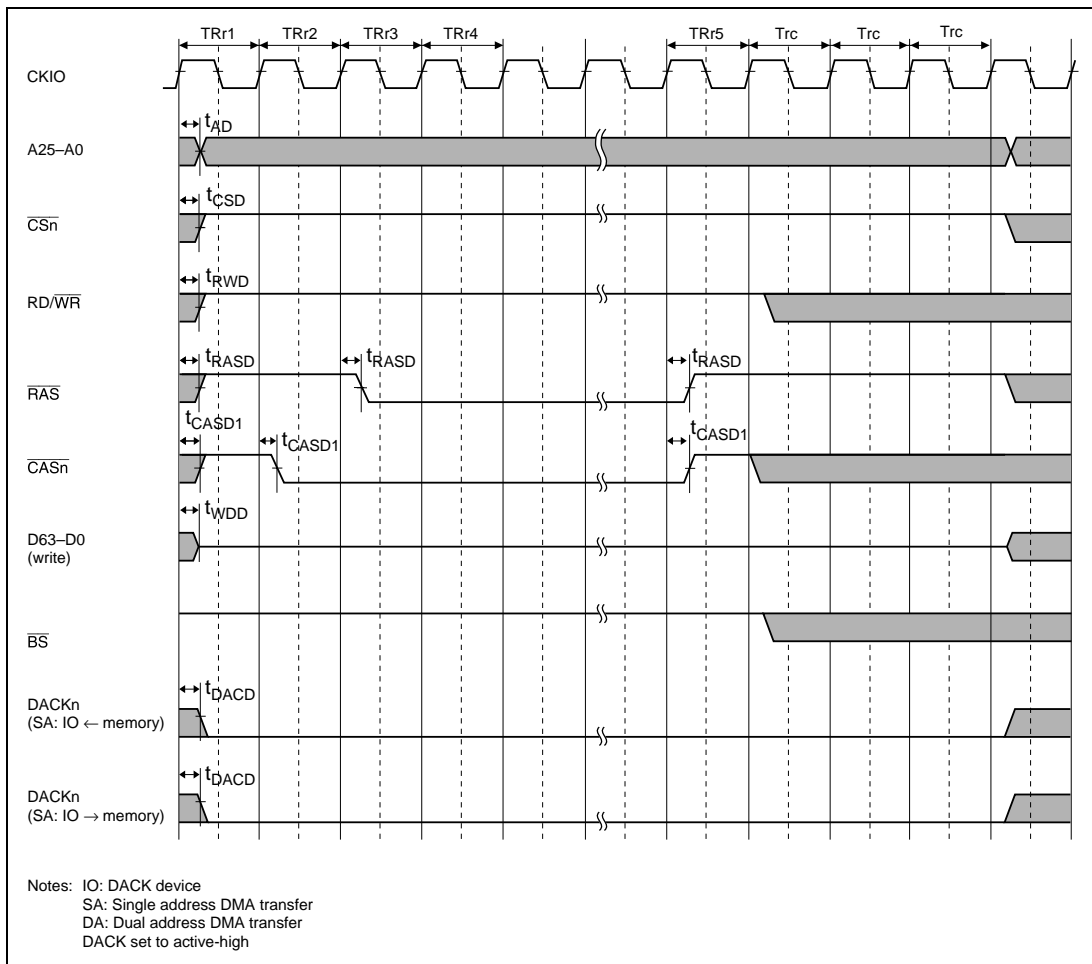 TRr1 TRr2 TRr3 TRr4 TRr5 Trc Trc Trc
CKIO
tAD
A25–A0
tCSD
CSn
tRWD
RD/WR
tRASD tRASD tRASD
RAS
tCASD1 tCASD1 tCASD1
CASn
tWDD
D63–D0
(write)
BS
tDACD
DACKn
(SA: IO ← memory)
tDACD
DACKn
(SA: IO → memory)
Notes: IO: DACK device
SA: Single address DMA transfer
DA: Dual address DMA transfer
DACK set to active-high